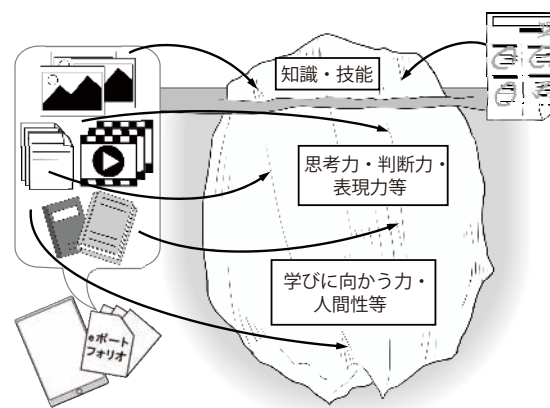 知識・技能
思考力・判断力・
表現力等
学びに向かう力・
人間性等
eポート
フォリオ